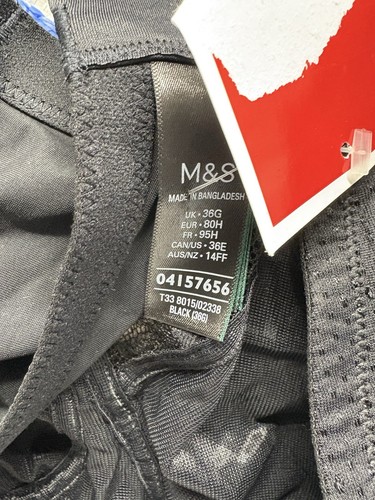 M&S
MADE IN BANGLADESH
UK • 36G
EUR • 80H
FR • 95H
CAN/US • 36E
AUS/NZ • 14FF
04157656
T33 8015/02338
BLACK (36G)